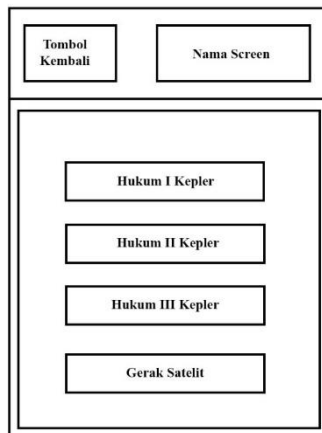 Tombol
Kembali
Nama Screen
Hukum I Kepler
Hukum II Kepler
Hukum III Kepler
Gerak Satelit